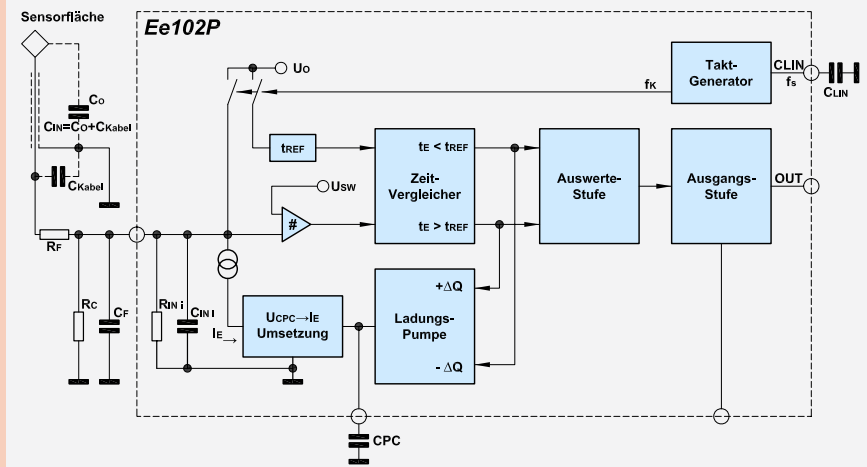 Sensorfläche
Ee102P
UO
Takt-
Generator
CLIN
fK
fS
CLIN
CO
CIN=CO+CKabel
CKabel
tREF
tE < tREF
Zeit-
Vergleicher
tE > tREF
Auswerte-
Stufe
Ausgangs-
Stufe
OUT
USW
#
RF
RC
CF
RIN i
CIN I
IE→
UCPC→IE
Umsetzung
+ΔQ
Ladungs-
Pumpe
- ΔQ
CPC